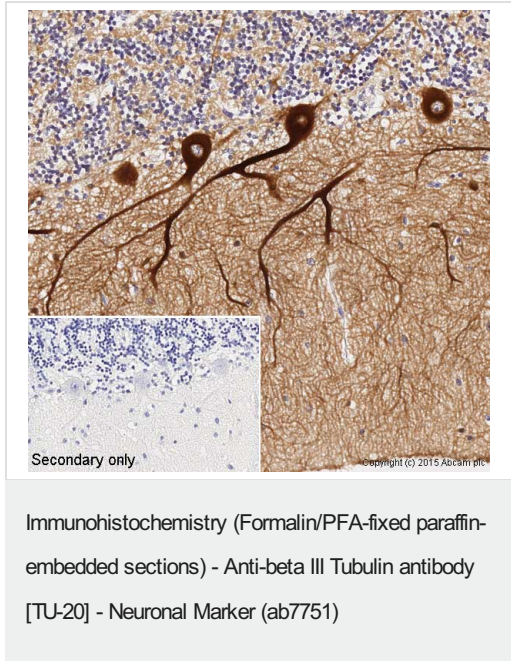 Secondary only
Copyright (c) 2015 Abcam plc
Immunohistochemistry (Formalin/PFA-fixed paraffin-
embedded sections) - Anti-beta III Tubulin antibody
[TU-20] - Neuronal Marker (ab7751)